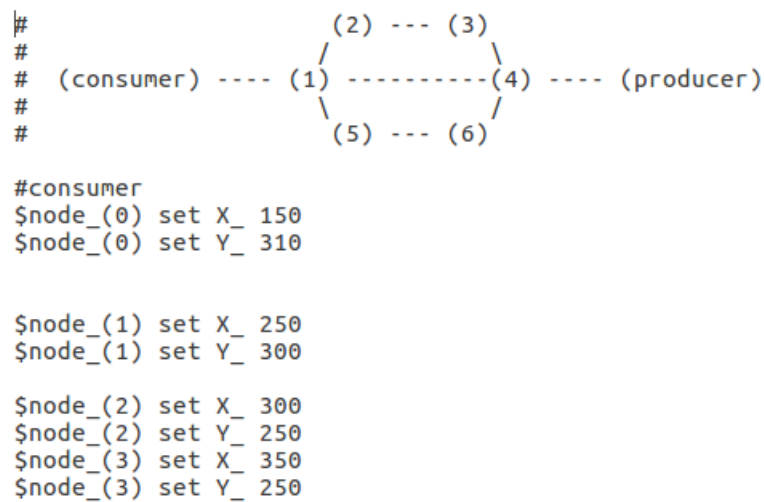 #                      (2) --- (3)
#                     /           \
#  (consumer) ---- (1) ----------(4) ---- (producer)
#                     \           /
#                      (5) --- (6)

#consumer
$node_(0) set X_ 150
$node_(0) set Y_ 310

$node_(1) set X_ 250
$node_(1) set Y_ 300

$node_(2) set X_ 300
$node_(2) set Y_ 250
$node_(3) set X_ 350
$node_(3) set Y_ 250